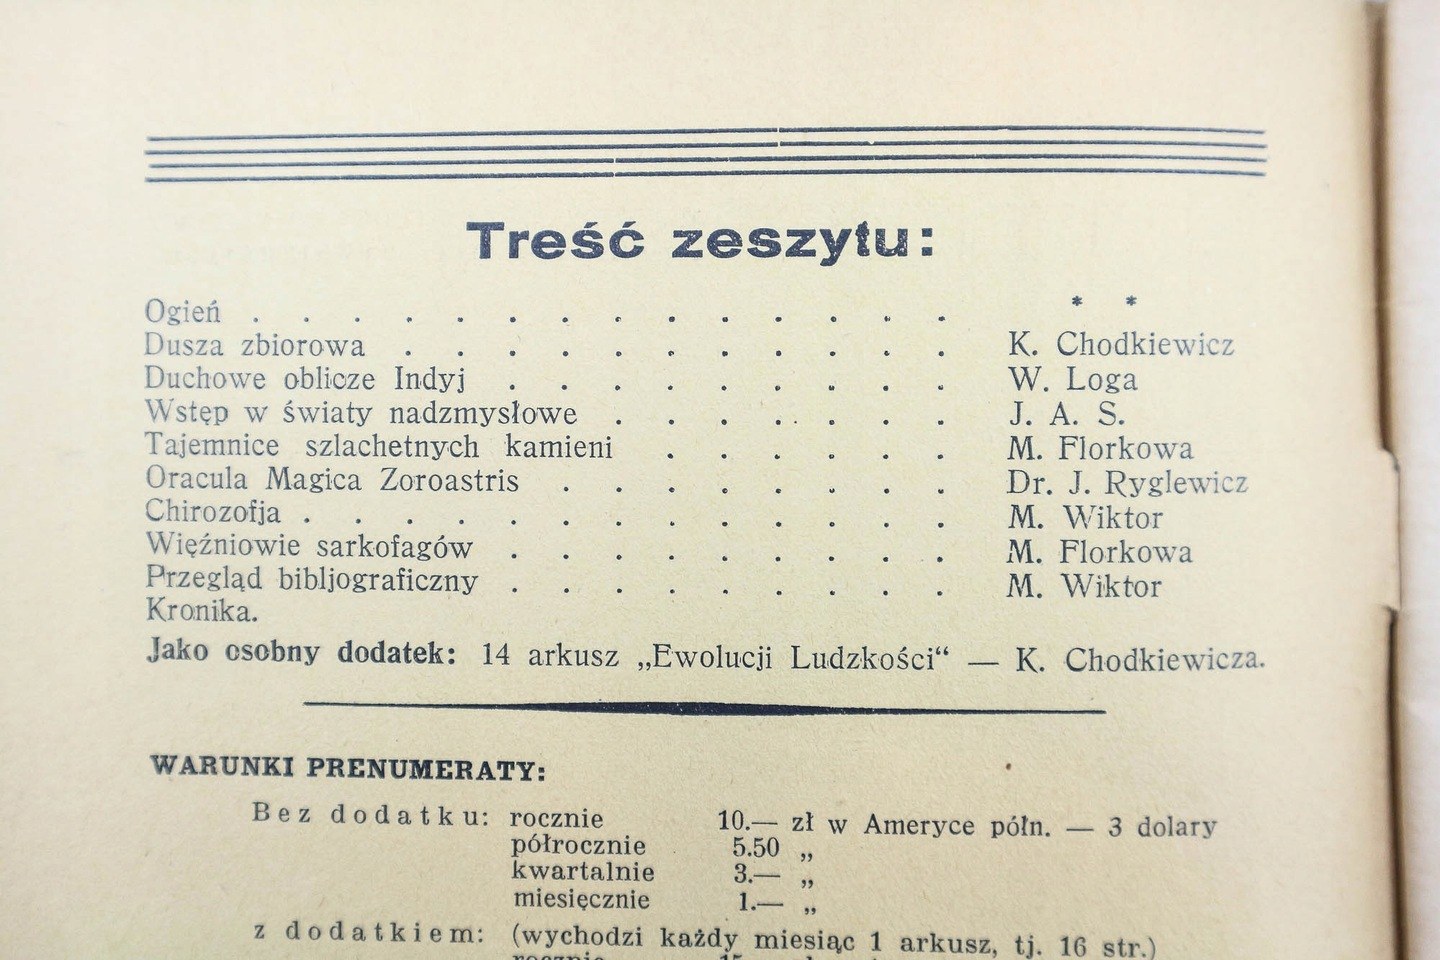 Treść zeszytu:
Ogień . . . . . . . . . . . . . . * *
Dusza zbiorowa . . . . . . . . . . . K. Chodkiewicz
Duchowe oblicze Indyj . . . . . . . . . W. Loga
Wstęp w światy nadzmysłowe . . . . . . . J. A. S.
Tajemnice szlachetnych kamieni . . . . . . M. Florkowa
Oracula Magica Zoroastris . . . . . . . . Dr. J. Ryglewicz
Chirozofja . . . . . . . . . . . . . M. Wiktor
Więźniowie sarkofagów . . . . . . . . . M. Florkowa
Przegląd bibljograficzny . . . . . . . . . M. Wiktor
Kronika.
Jako osobny dodatek: 14 arkusz „Ewolucji Ludzkości“ — K. Chodkiewicza.
WARUNKI PRENUMERATY:
Bez dodatku: rocznie 10.— zł w Ameryce półn. — 3 dolary
półrocznie 5.50 „
kwartalnie 3.— „
miesięcznie 1.— „
z dodatkiem: (wychodzi każdy miesiąc 1 arkusz, tj. 16 str.)
rocznie 15